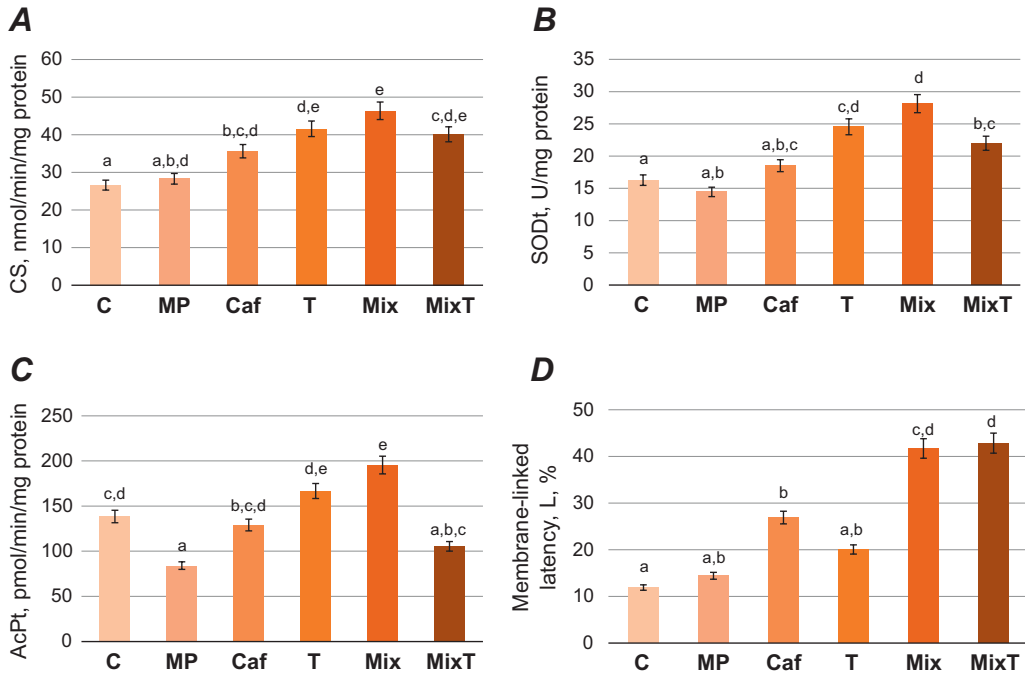 A
CS, nmol/min/mg protein
60
50
40
30
20
10
0
a
a,b,d
b,c,d
d,e
e
c,d,e
C MP Caf T Mix MixT
B
SODt, U/mg protein
35
30
25
20
15
10
5
0
a
a,b
a,b,c
c,d
d
b,c
C MP Caf T Mix MixT
C
AcPt, pmol/min/mg protein
250
200
150
100
50
0
c,d
a
b,c,d
d,e
e
a,b,c
C MP Caf T Mix MixT
D
Membrane-linked
latency, L, %
50
40
30
20
10
0
a
a,b
b
a,b
c,d
d
C MP Caf T Mix MixT